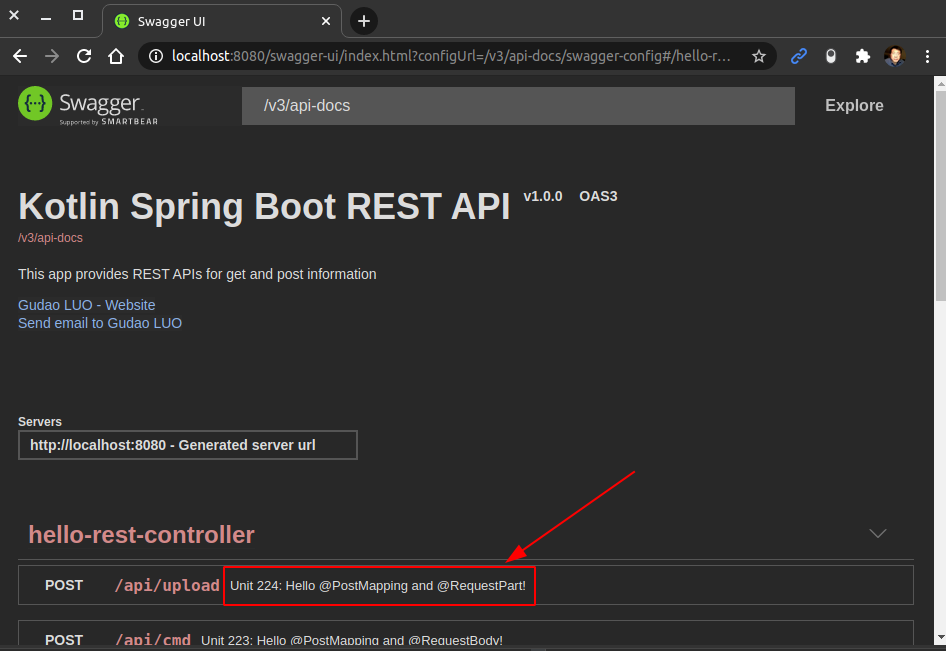 Swagger UI
localhost:8080/swagger-ui/index.html?configUrl=/v3/api-docs/swagger-config#/hello-r...
Swagger
Supported by SMARTBEAR
/v3/api-docs
Explore
Kotlin Spring Boot REST API v1.0.0 OAS3
/v3/api-docs
This app provides REST APIs for get and post information
Gudao LUO - Website
Send email to Gudao LUO
Servers
http://localhost:8080 - Generated server url
hello-rest-controller
POST /api/upload Unit 224: Hello @PostMapping and @RequestPart!
POST /api/cmd Unit 223: Hello @PostMapping and @RequestBody!